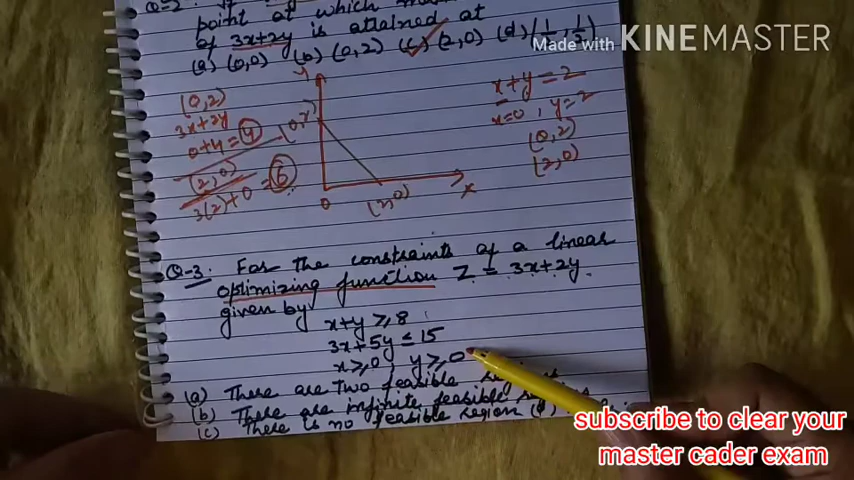 Q-2.
point at which
of 3x+2y is attained at
(a) (0,0) (b) (0,2) (c) (2,0) (d) (1/2, 1/2)
Made with KINEMASTER
y
(0,2)
3x+2y
0+4 = 4
(2,0)
3(2)+0 = 6
0
(2,0)
x
x+y = 2
x=0, y=2
(0,2)
(2,0)
Q-3. For the constraints of a linear
optimizing function Z = 3x+2y
given by
x+y ≥ 8
3x+5y ≤ 15
x ≥ 0, y ≥ 0
(a) There are two feasible
(b) There are infinite feasible regions
(c) There is no feasible region
subscribe to clear your
master cader exam